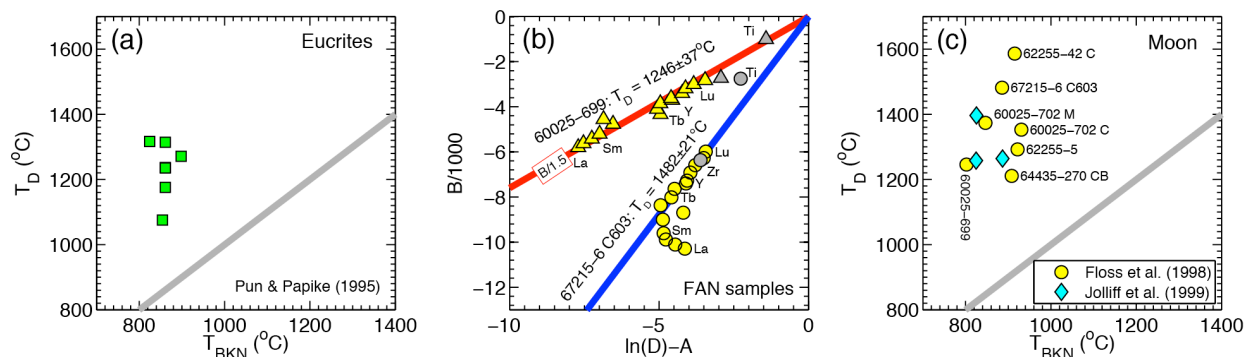 (a)
Eucrites
1600
1400
1200
1000
800
T_D (°C)
800
1000
1200
1400
T_BKN (°C)
Pun & Papike (1995)
(b)
0
−2
−4
−6
−8
−10
−12
B/1000
−10
−5
0
ln(D)−A
60025−699: T_D = 1246±37°C
67215−6 C603: T_D = 1482±21°C
B/1.5
Ti
Ti
Lu
Y
Tb
Sm
La
Lu
Zr
Y
Tb
Sm
La
FAN samples
(c)
Moon
1600
1400
1200
1000
800
T_D (°C)
800
1000
1200
1400
T_BKN (°C)
62255−42 C
67215−6 C603
60025−702 M
60025−702 C
62255−5
64435−270 CB
60025−699
Floss et al. (1998)
Jolliff et al. (1999)